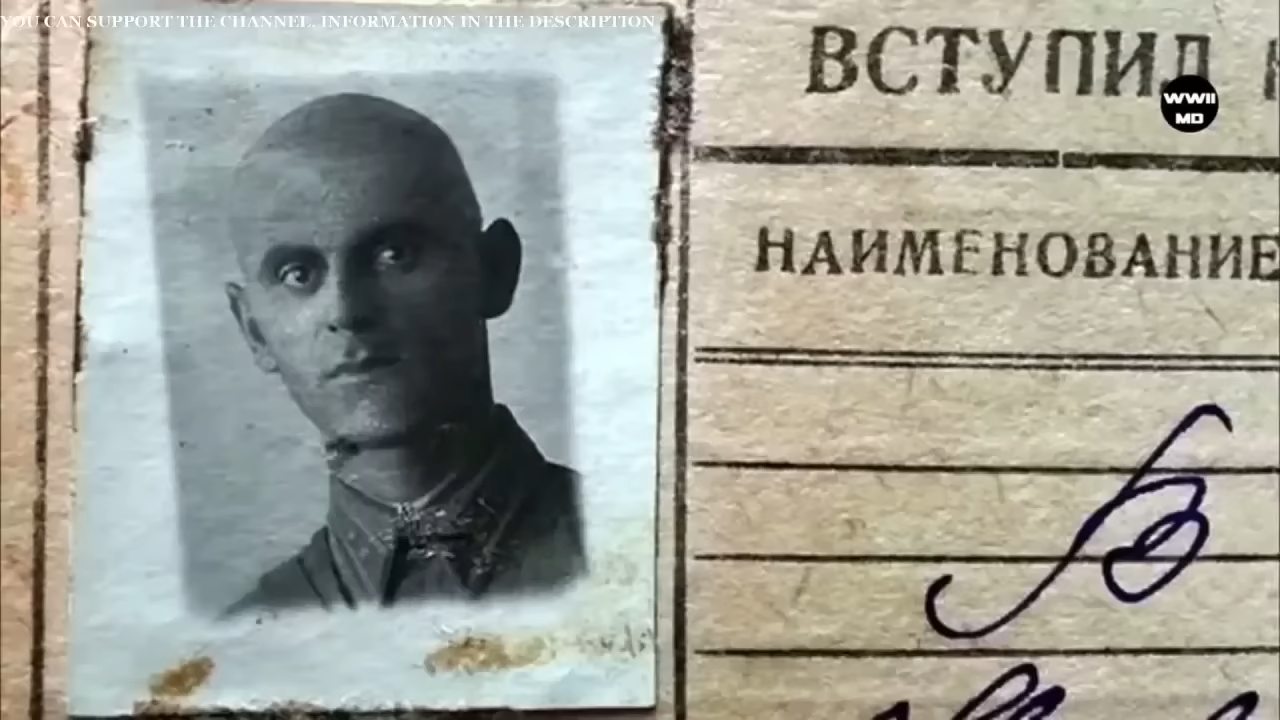 YOU CAN SUPPORT THE CHANNEL. INFORMATION IN THE DESCRIPTION
ВСТУПИЛ
WWII
MD
НАИМЕНОВАНИЕ